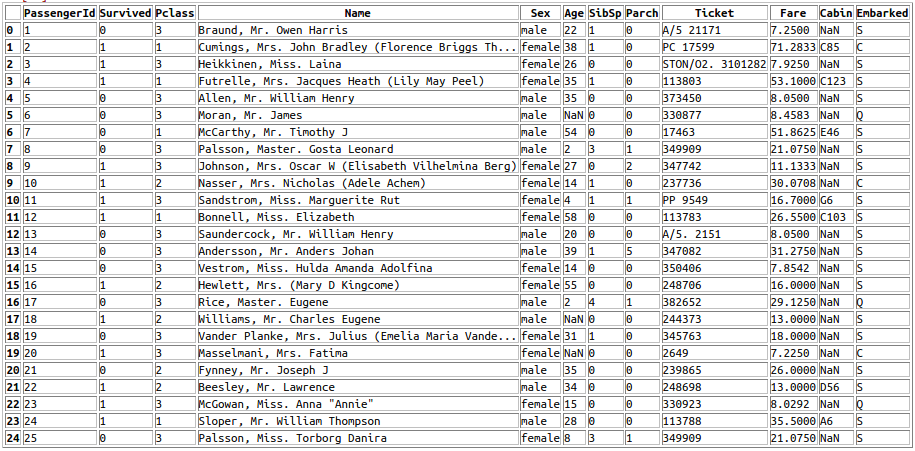 PassengerId Survived Pclass Name Sex Age SibSp Parch Ticket Fare Cabin Embarked
0 1 0 3 Braund, Mr. Owen Harris male 22 1 0 A/5 21171 7.2500 NaN S
1 2 1 1 Cumings, Mrs. John Bradley (Florence Briggs Th... female 38 1 0 PC 17599 71.2833 C85 C
2 3 1 3 Heikkinen, Miss. Laina female 26 0 0 STON/O2. 3101282 7.9250 NaN S
3 4 1 1 Futrelle, Mrs. Jacques Heath (Lily May Peel) female 35 1 0 113803 53.1000 C123 S
4 5 0 3 Allen, Mr. William Henry male 35 0 0 373450 8.0500 NaN S
5 6 0 3 Moran, Mr. James male NaN 0 0 330877 8.4583 NaN Q
6 7 0 1 McCarthy, Mr. Timothy J male 54 0 0 17463 51.8625 E46 S
7 8 0 3 Palsson, Master. Gosta Leonard male 2 3 1 349909 21.0750 NaN S
8 9 1 3 Johnson, Mrs. Oscar W (Elisabeth Vilhelmina Berg) female 27 0 2 347742 11.1333 NaN S
9 10 1 2 Nasser, Mrs. Nicholas (Adele Achem) female 14 1 0 237736 30.0708 NaN C
10 11 1 3 Sandstrom, Miss. Marguerite Rut female 4 1 1 PP 9549 16.7000 G6 S
11 12 1 1 Bonnell, Miss. Elizabeth female 58 0 0 113783 26.5500 C103 S
12 13 0 3 Saundercock, Mr. William Henry male 20 0 0 A/5. 2151 8.0500 NaN S
13 14 0 3 Andersson, Mr. Anders Johan male 39 1 5 347082 31.2750 NaN S
14 15 0 3 Vestrom, Miss. Hulda Amanda Adolfina female 14 0 0 350406 7.8542 NaN S
15 16 1 2 Hewlett, Mrs. (Mary D Kingcome) female 55 0 0 248706 16.0000 NaN S
16 17 0 3 Rice, Master. Eugene male 2 4 1 382652 29.1250 NaN Q
17 18 1 2 Williams, Mr. Charles Eugene male NaN 0 0 244373 13.0000 NaN S
18 19 0 3 Vander Planke, Mrs. Julius (Emelia Maria Vande... female 31 1 0 345763 18.0000 NaN S
19 20 1 3 Masselmani, Mrs. Fatima female NaN 0 0 2649 7.2250 NaN C
20 21 0 2 Fynney, Mr. Joseph J male 35 0 0 239865 26.0000 NaN S
21 22 1 2 Beesley, Mr. Lawrence male 34 0 0 248698 13.0000 D56 S
22 23 1 3 McGowan, Miss. Anna "Annie" female 15 0 0 330923 8.0292 NaN Q
23 24 1 1 Sloper, Mr. William Thompson male 28 0 0 113788 35.5000 A6 S
24 25 0 3 Palsson, Miss. Torborg Danira female 8 3 1 349909 21.0750 NaN S